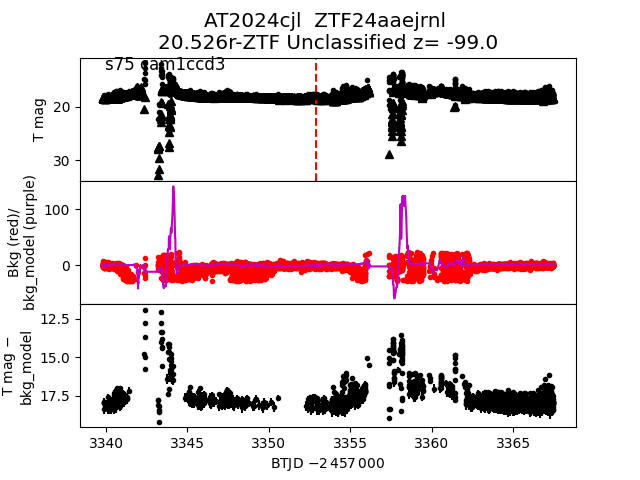 AT2024cjl  ZTF24aaejrnl
20.526r-ZTF Unclassified z= -99.0
s75 cam1ccd3
T mag
20
30
Bkg (red)/
bkg_model (purple)
100
0
T mag −
bkg_model
12.5
15.0
17.5
3340 3345 3350 3355 3360 3365
BTJD −2 457 000